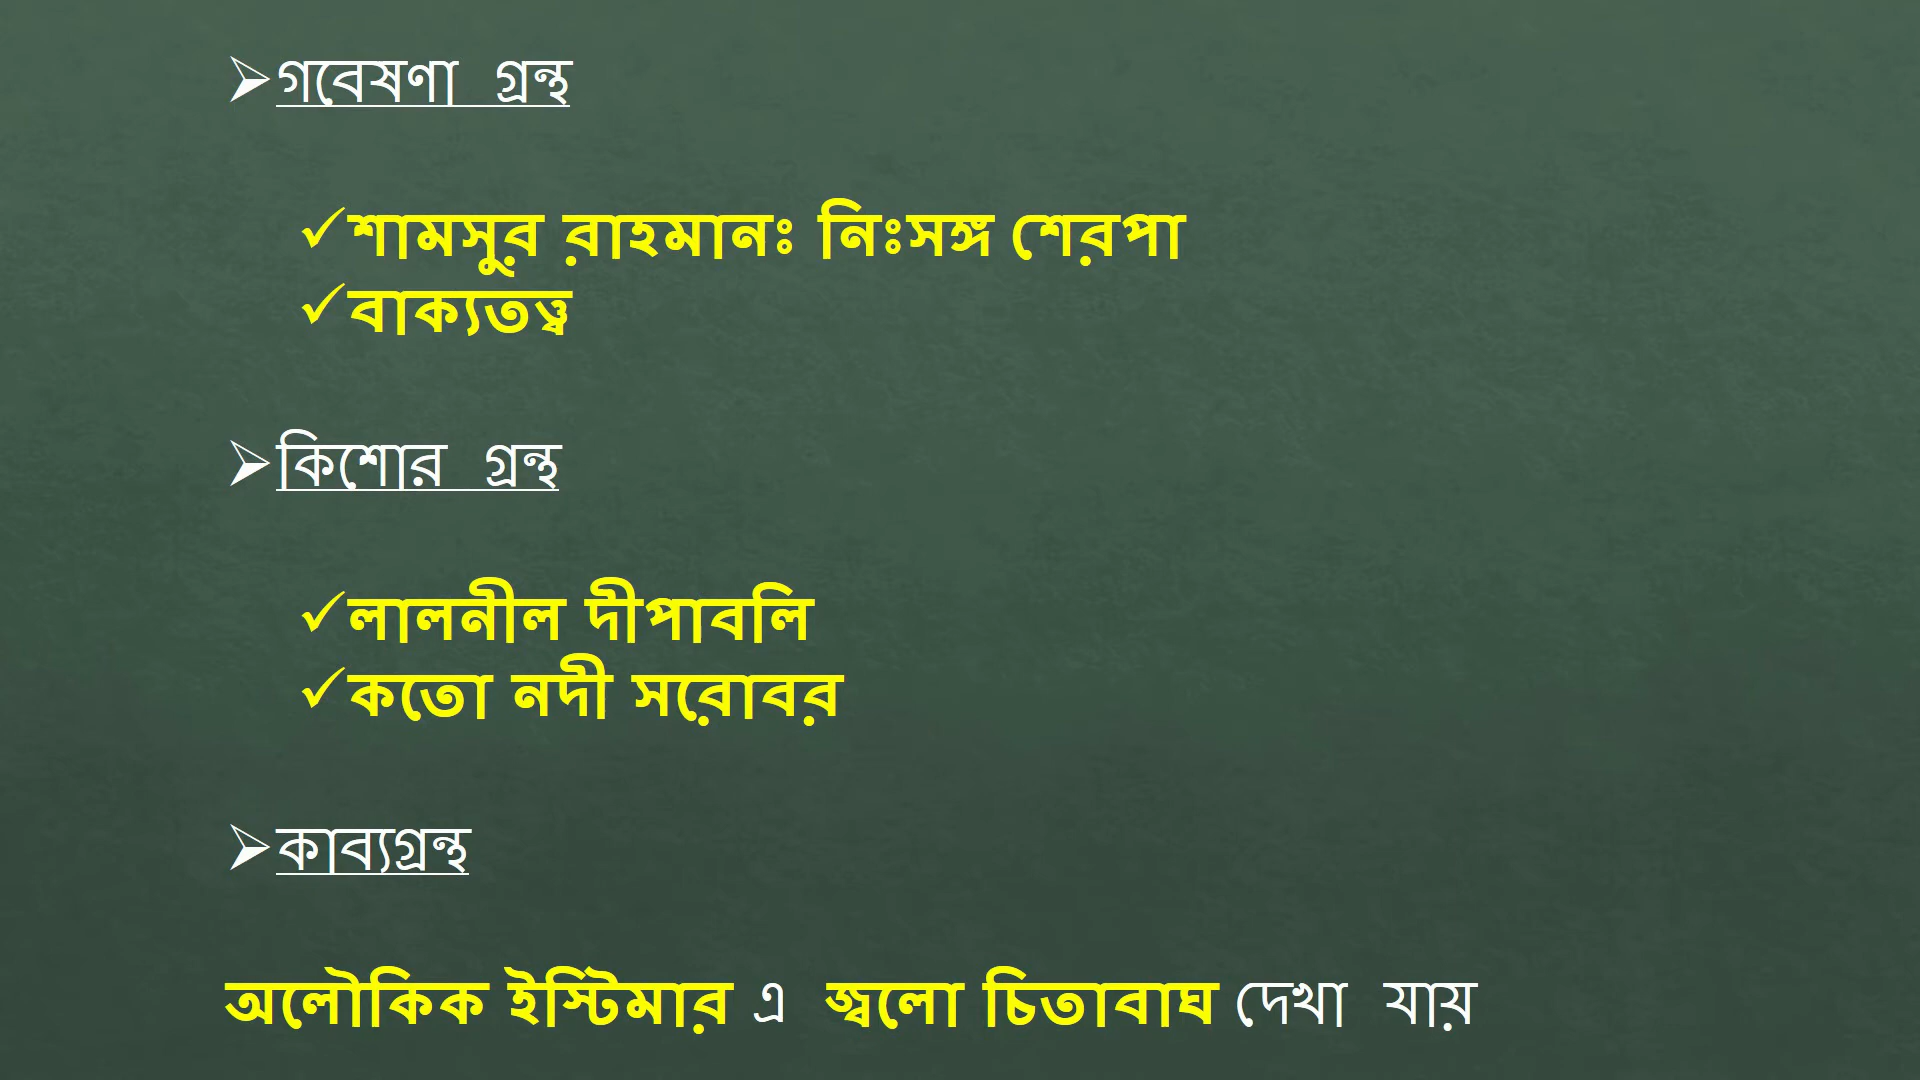 ➢গবেষণা গ্রন্থ
✓শামসুর রাহমানঃ নিঃসঙ্গ শেরপা
✓বাক্যতত্ত্ব
➢কিশোর গ্রন্থ
✓লালনীল দীপাবলি
✓কতো নদী সরোবর
➢কাব্যগ্রন্থ
অলৌকিক ইস্টিমার এ জ্বলো চিতাবাঘ দেখা যায়